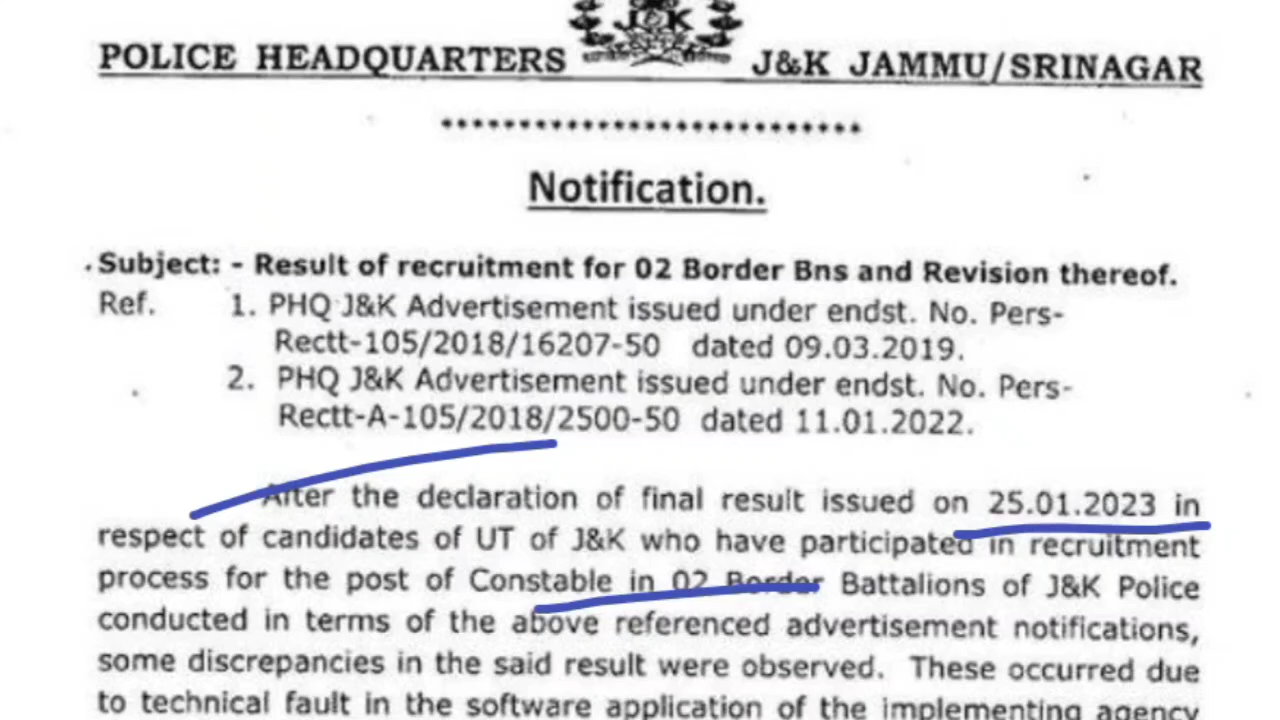 J&K
POLICE HEADQUARTERS J&K JAMMU/SRINAGAR
***************************
Notification.
Subject: - Result of recruitment for 02 Border Bns and Revision thereof.
Ref. 1. PHQ J&K Advertisement issued under endst. No. Pers-
Rectt-105/2018/16207-50 dated 09.03.2019.
2. PHQ J&K Advertisement issued under endst. No. Pers-
Rectt-A-105/2018/2500-50 dated 11.01.2022.
After the declaration of final result issued on 25.01.2023 in
respect of candidates of UT of J&K who have participated in recruitment
process for the post of Constable in 02 Border Battalions of J&K Police
conducted in terms of the above referenced advertisement notifications,
some discrepancies in the said result were observed. These occurred due
to technical fault in the software application of the implementing agency